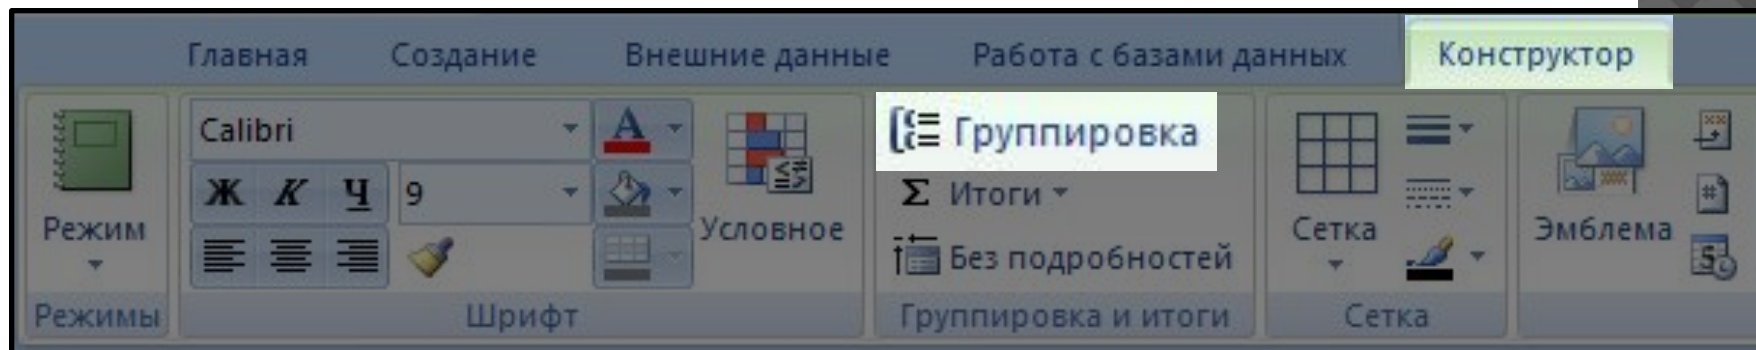 Главная Создание Внешние данные Работа с базами данных Конструктор
Calibri
Группировка
Ж К Ч 9
Σ Итоги
Режим
Условное
Сетка
Эмблема
Без подробностей
Режимы Шрифт Группировка и итоги Сетка